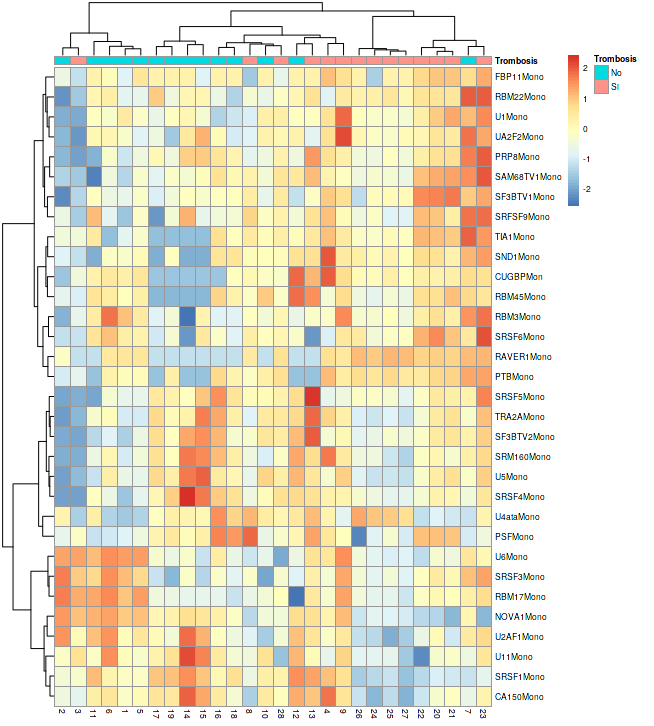 Trombosis
FBP11Mono
RBM22Mono
U1Mono
UA2F2Mono
PRP8Mono
SAM68TV1Mono
SF3BTV1Mono
SRFSF9Mono
TIA1Mono
SND1Mono
CUGBPMon
RBM45Mono
RBM3Mono
SRSF6Mono
RAVER1Mono
PTBMono
SRSF5Mono
TRA2AMono
SF3BTV2Mono
SRM160Mono
U5Mono
SRSF4Mono
U4ataMono
PSFMono
U6Mono
SRSF3Mono
RBM17Mono
NOVA1Mono
U2AF1Mono
U11Mono
SRSF1Mono
CA150Mono
2 3 11 6 1 5 17 19 14 15 16 18 8 10 28 12 13 4 9 26 24 25 27 22 20 21 7 23
2
1
0
-1
-2
Trombosis
No
SI